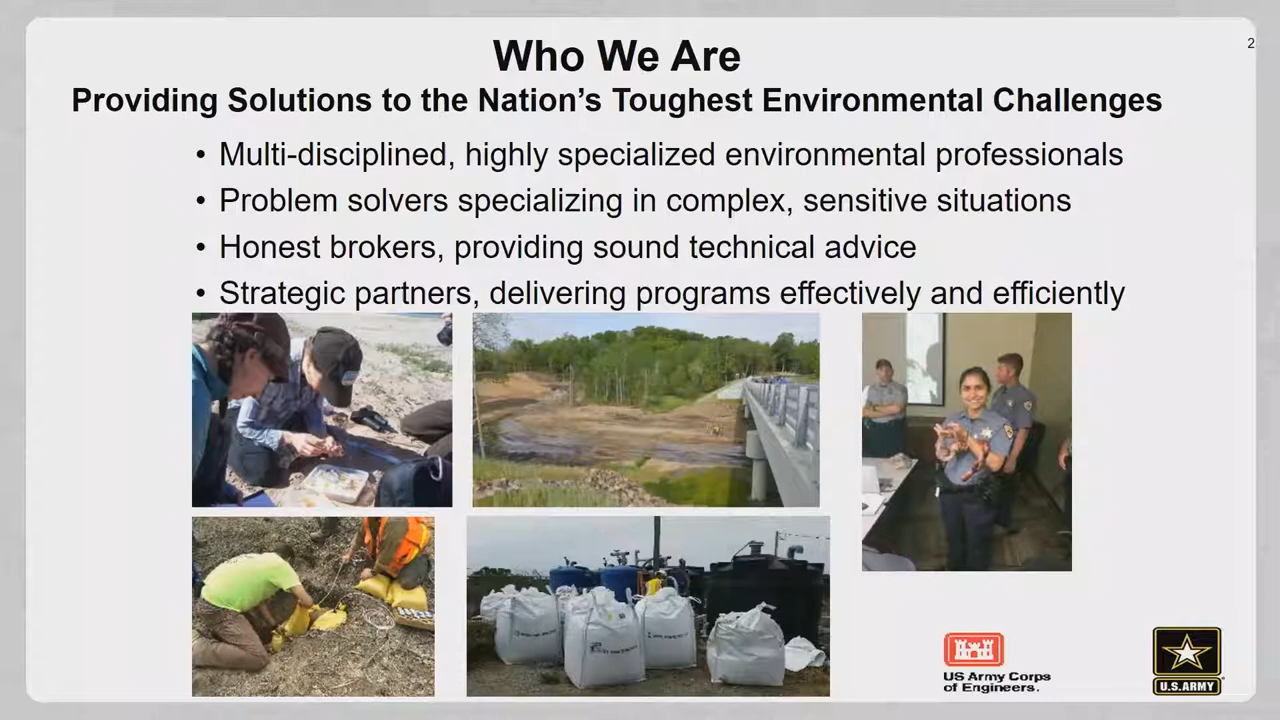 2
Who We Are
Providing Solutions to the Nation’s Toughest Environmental Challenges
• Multi-disciplined, highly specialized environmental professionals
• Problem solvers specializing in complex, sensitive situations
• Honest brokers, providing sound technical advice
• Strategic partners, delivering programs effectively and efficiently
US Army Corps
of Engineers.
U.S.ARMY